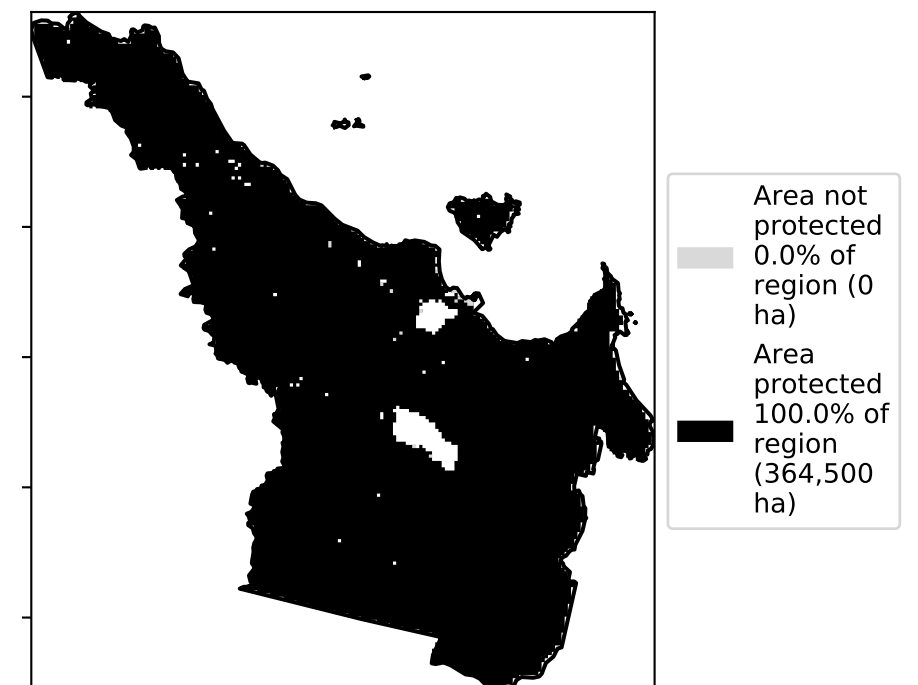 Area not
protected
0.0% of
region (0
ha)
Area
protected
100.0% of
region
(364,500
ha)